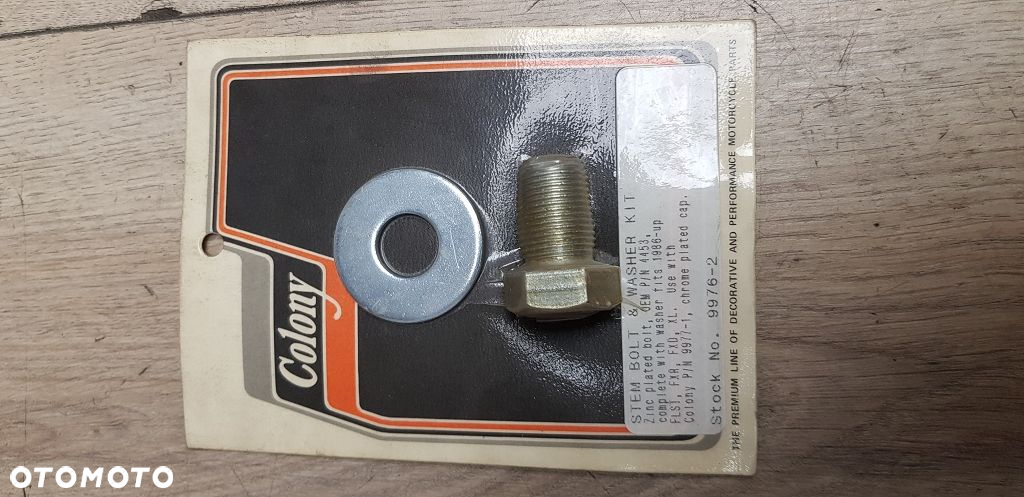 Colony
STEM BOLT & WASHER KIT
Zinc plated bolt, OEM P/N 4453,
complete with washer fits 1986-up
FLST, FXR, FXD, XL. Use with
Colony P/N 9977-1, chrome plated cap.
Stock No. 9976-2
THE PREMIUM LINE OF DECORATIVE AND PERFORMANCE MOTORCYCLE PARTS
OTOMOTO